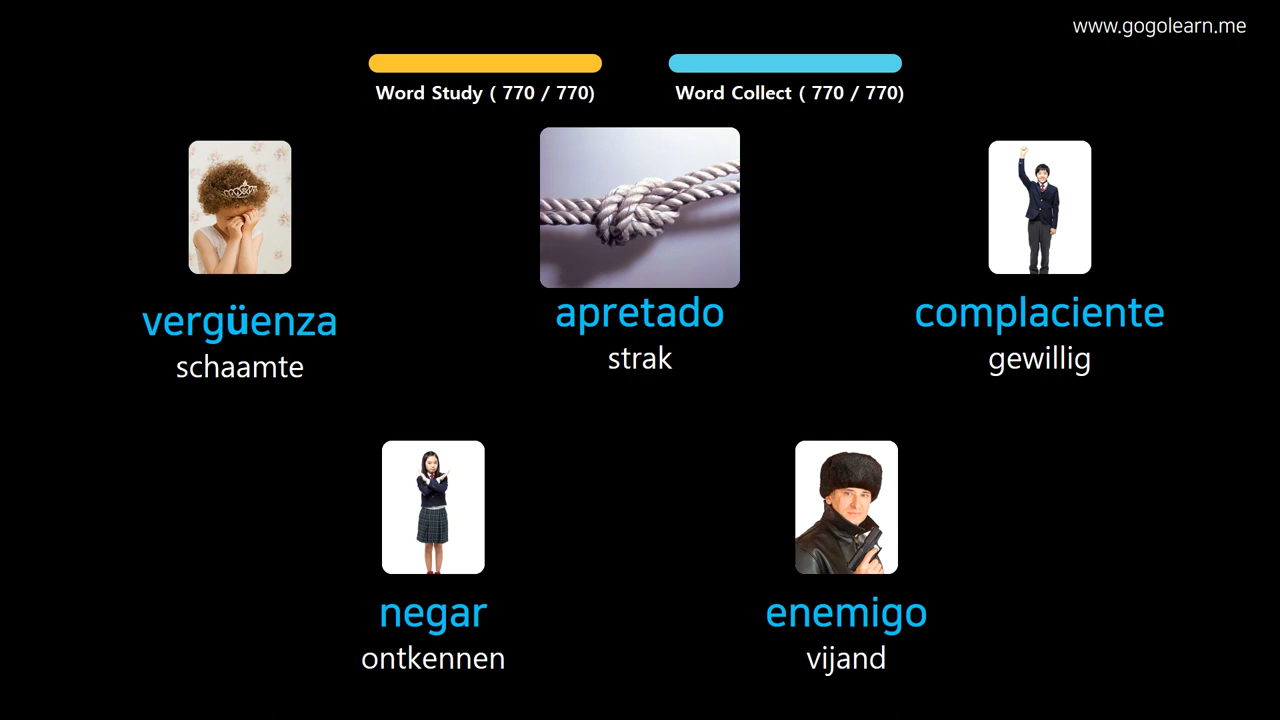 www.gogolearn.me
Word Study ( 770 / 770)
Word Collect ( 770 / 770)
vergüenza
schaamte
apretado
strak
complaciente
gewillig
negar
ontkennen
enemigo
vijand